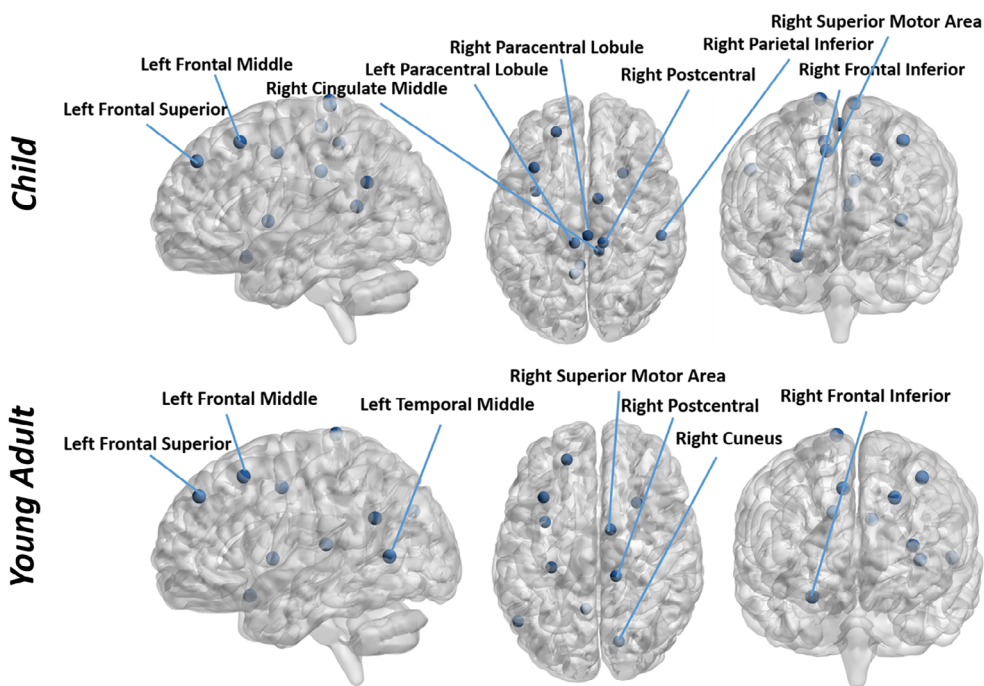 Child
Right Superior Motor Area
Right Paracentral Lobule
Right Parietal Inferior
Left Frontal Middle
Left Paracentral Lobule
Right Postcentral
Right Frontal Inferior
Right Cingulate Middle
Left Frontal Superior
Young Adult
Right Superior Motor Area
Left Frontal Middle
Left Temporal Middle
Right Postcentral
Right Frontal Inferior
Left Frontal Superior
Right Cuneus